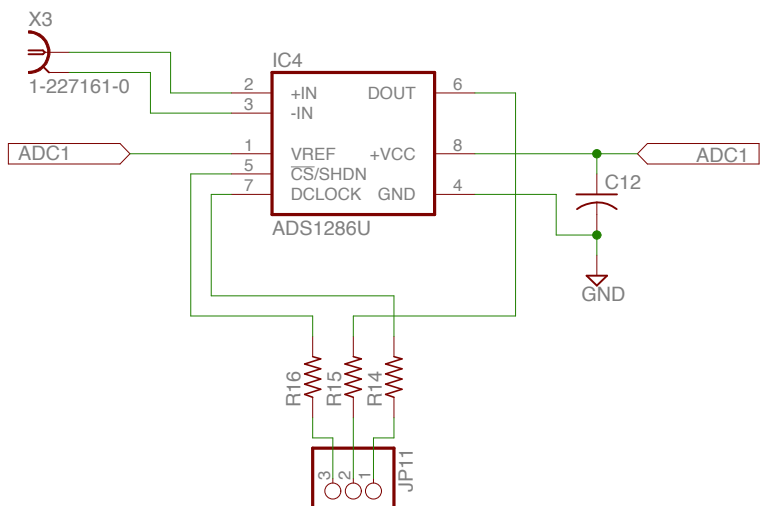 X3
1-227161-0
IC4
2 +IN DOUT 6
3 -IN
ADC1 1 VREF +VCC 8 ADC1
5 CS/SHDN
7 DCLOCK GND 4
C12
ADS1286U
GND
R16 R15 R14
JP11
3 2 1